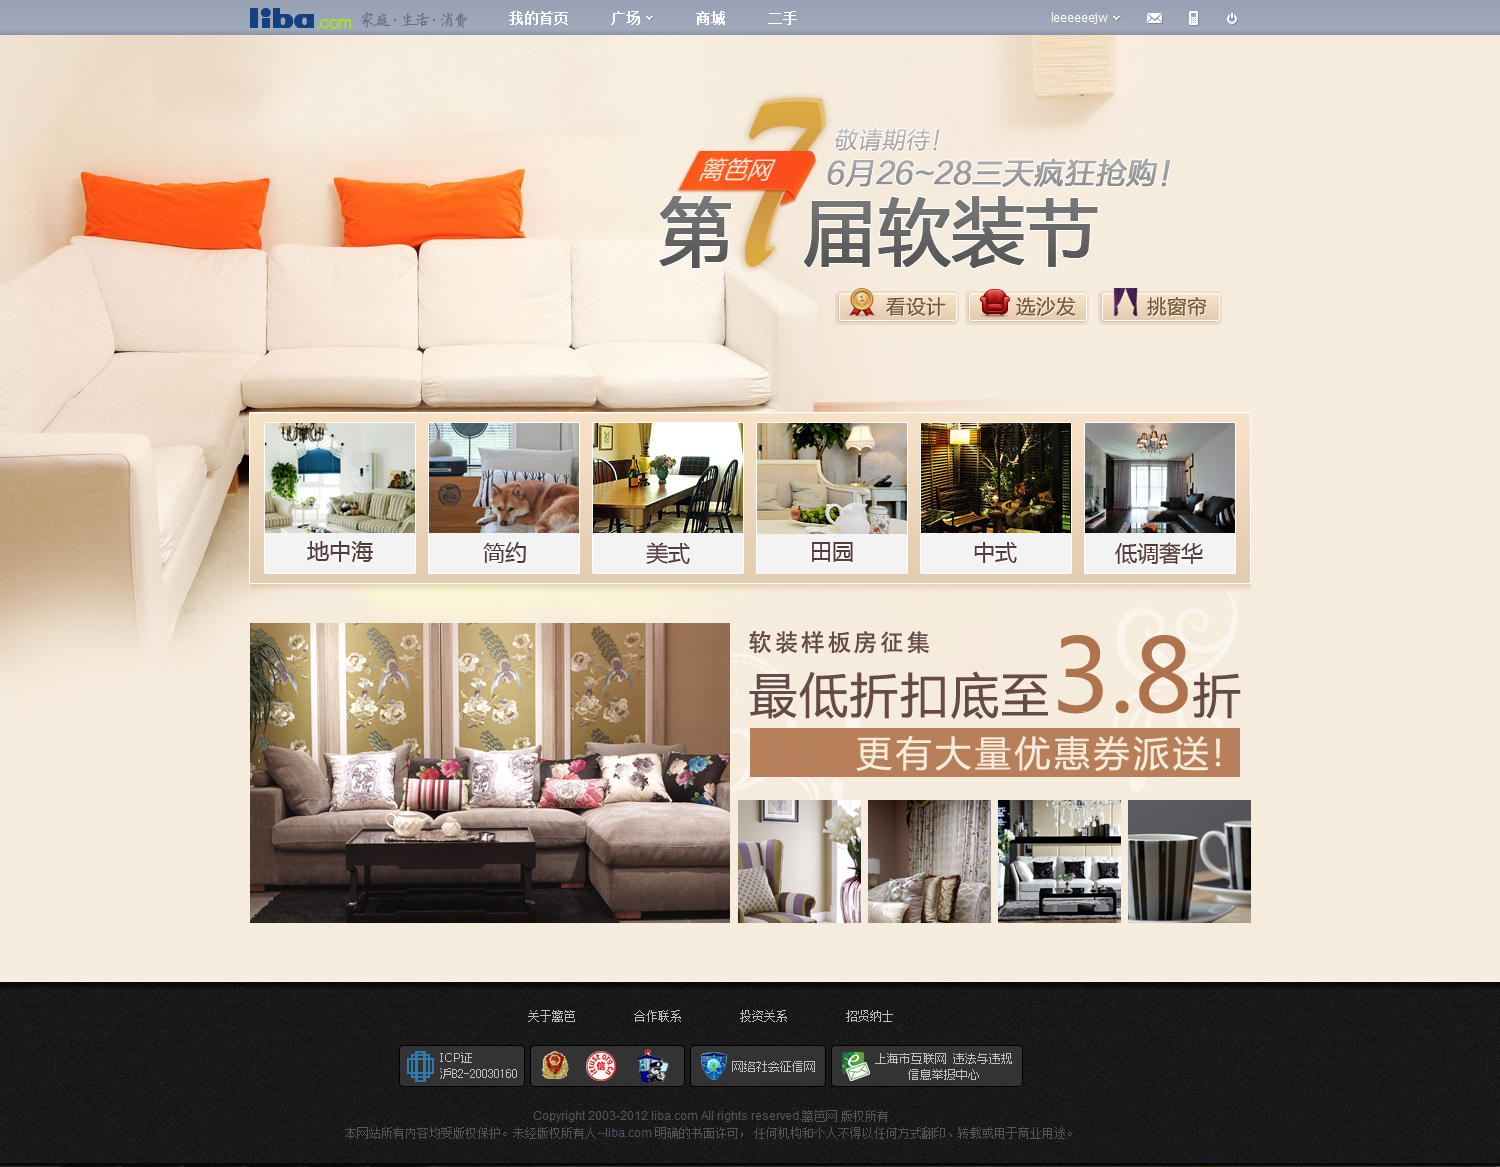 liba.com 家庭·生活·消费 我的首页 广场 商城 二手 leeeeeejw
敬请期待！
篱笆网 6月26~28三天疯狂抢购！
第7届软装节
看设计 选沙发 挑窗帘
地中海 简约 美式 田园 中式 低调奢华
软装样板房征集
最低折扣底至3.8折
更有大量优惠券派送！
关于篱笆 合作联系 投资关系 招贤纳士
ICP证
沪B2-20030160
网络社会征信网
上海市互联网 违法与违规
信息举报中心
Copyright 2003-2012 liba.com All rights reserved.篱笆网 版权所有
本网站所有内容均受版权保护。未经版权所有人--liba.com 明确的书面许可， 任何机构和个人不得以任何方式翻印、转载或用于商业用途。